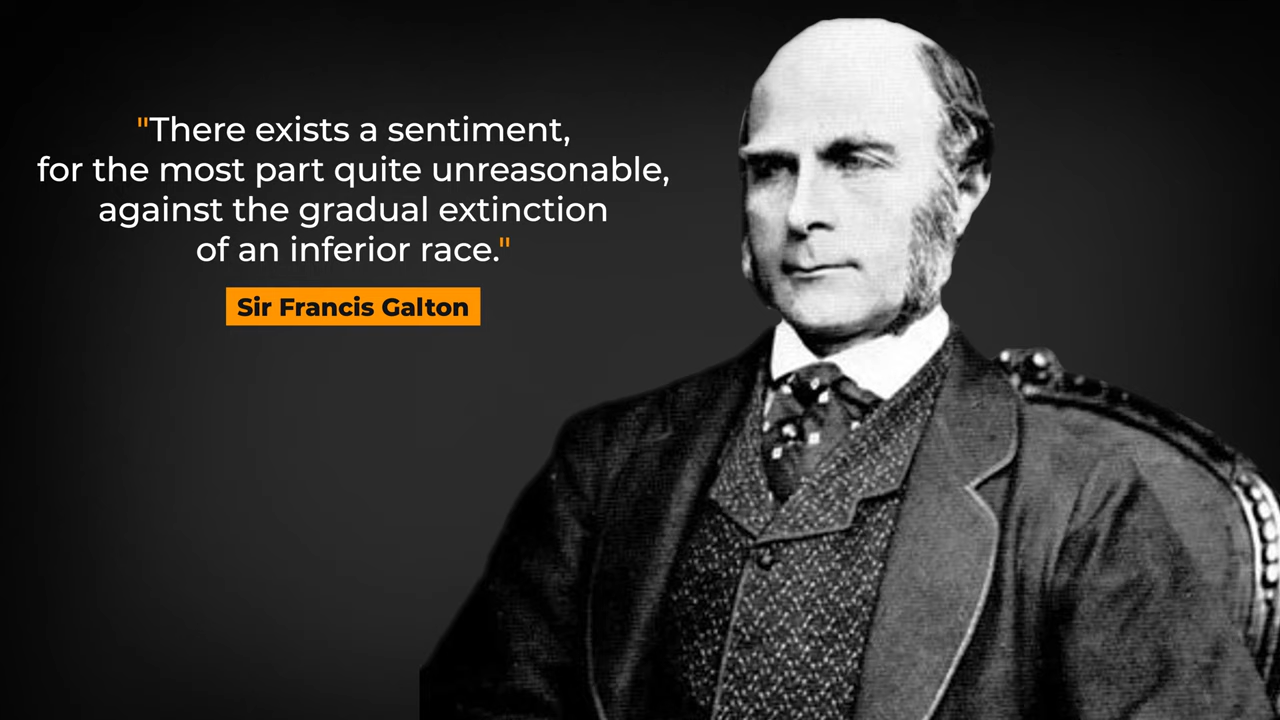 "There exists a sentiment,
for the most part quite unreasonable,
against the gradual extinction
of an inferior race."
Sir Francis Galton